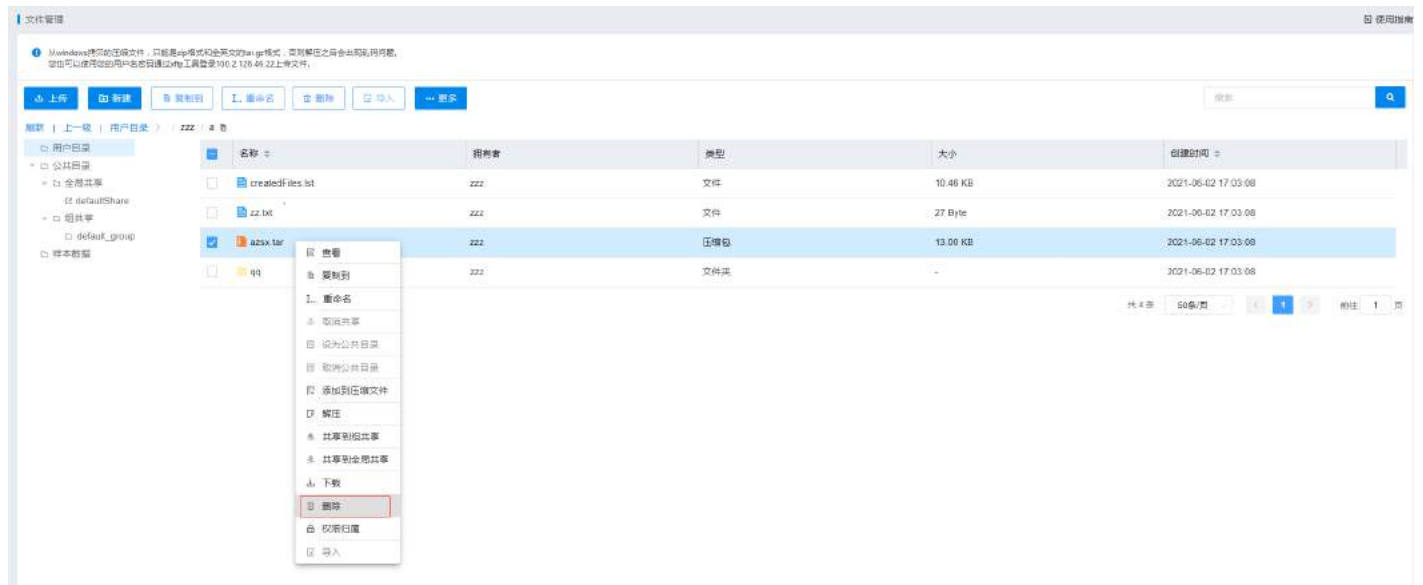 文件管理
使用指南
从windows拷贝的压缩文件，只能是zip格式和全英文的tar.gz格式，否则解压之后会出现乱码问题。
您也可以使用您的用户名密码通过xftp工具登录100.2.126.46:22上传文件。
上传 新建 复制到 重命名 删除 导入 更多
搜索
刷新 | 上一级 | 用户目录 / zzz / a
用户目录
公共目录
全局共享
defaultShare
组共享
default_group
样本数据
名称 拥有者 类型 大小 创建时间
createdFiles.lst zzz 文件 10.46 KB 2021-06-02 17:03:08
zz.txt zzz 文件 27 Byte 2021-06-02 17:03:08
azsx.tar zzz 压缩包 13.00 KB 2021-06-02 17:03:08
qq zzz 文件夹 - 2021-06-02 17:03:08
共 4 条 50条/页 1 前往 1 页
查看
复制到
重命名
取消共享
设为公共目录
取消公共目录
添加到压缩文件
解压
共享到组共享
共享到全局共享
下载
删除
权限归属
导入